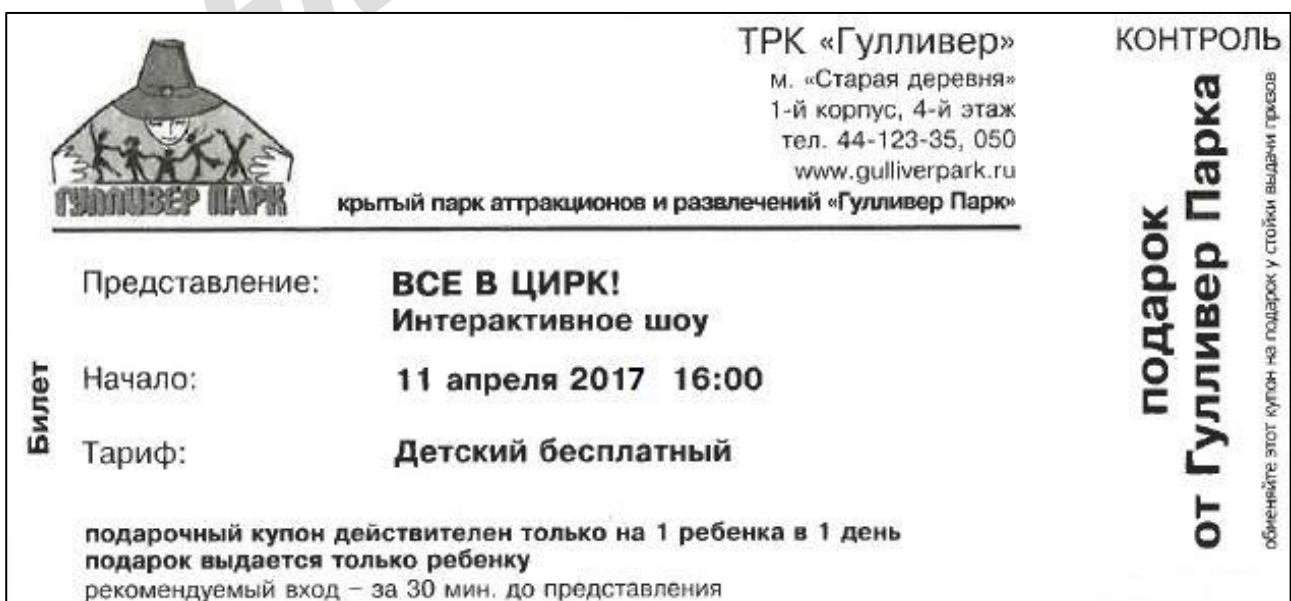 ТРК «Гулливер»
м. «Старая деревня»
1-й корпус, 4-й этаж
тел. 44-123-35, 050
www.gulliverpark.ru
ГУЛЛИВЕР ПАРК
крытый парк аттракционов и развлечений «Гулливер Парк»
Билет
Представление: ВСЕ В ЦИРК!
Интерактивное шоу
Начало: 11 апреля 2017 16:00
Тариф: Детский бесплатный
подарочный купон действителен только на 1 ребенка в 1 день
подарок выдается только ребенку
рекомендуемый вход – за 30 мин. до представления
КОНТРОЛЬ
подарок
от Гулливер Парка
обменяйте этот купон на подарок у стойки выдачи призов